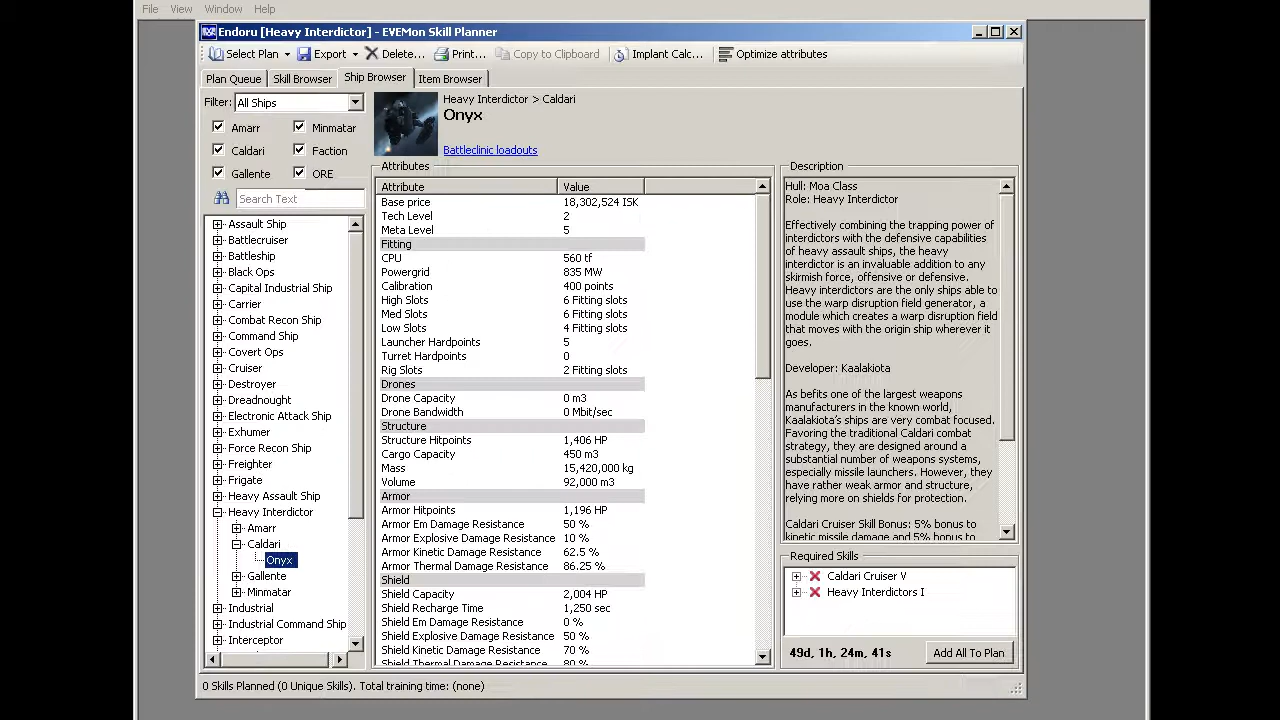 File View Window Help
Endoru [Heavy Interdictor] - EVEMon Skill Planner
Select Plan Export Delete... Print... Copy to Clipboard Implant Calc... Optimize attributes
Plan Queue Skill Browser Ship Browser Item Browser
Filter: All Ships
Amarr Minmatar
Caldari Faction
Gallente ORE
Search Text
Assault Ship
Battlecruiser
Battleship
Black Ops
Capital Industrial Ship
Carrier
Combat Recon Ship
Command Ship
Covert Ops
Cruiser
Destroyer
Dreadnought
Electronic Attack Ship
Exhumer
Force Recon Ship
Freighter
Frigate
Heavy Assault Ship
Heavy Interdictor
Amarr
Caldari
Onyx
Gallente
Minmatar
Industrial
Industrial Command Ship
Interceptor
Heavy Interdictor > Caldari
Onyx
Battleclinic loadouts
Attributes
Attribute Value
Base price 18,302,524 ISK
Tech Level 2
Meta Level 5
Fitting
CPU 560 tf
Powergrid 835 MW
Calibration 400 points
High Slots 6 Fitting slots
Med Slots 6 Fitting slots
Low Slots 4 Fitting slots
Launcher Hardpoints 5
Turret Hardpoints 0
Rig Slots 2 Fitting slots
Drones
Drone Capacity 0 m3
Drone Bandwidth 0 Mbit/sec
Structure
Structure Hitpoints 1,406 HP
Cargo Capacity 450 m3
Mass 15,420,000 kg
Volume 92,000 m3
Armor
Armor Hitpoints 1,196 HP
Armor Em Damage Resistance 50 %
Armor Explosive Damage Resistance 10 %
Armor Kinetic Damage Resistance 62.5 %
Armor Thermal Damage Resistance 86.25 %
Shield
Shield Capacity 2,004 HP
Shield Recharge Time 1,250 sec
Shield Em Damage Resistance 0 %
Shield Explosive Damage Resistance 50 %
Shield Kinetic Damage Resistance 70 %
Shield Thermal Damage Resistance 80 %
Description
Hull: Moa Class
Role: Heavy Interdictor
Effectively combining the trapping power of
interdictors with the defensive capabilities
of heavy assault ships, the heavy
interdictor is an invaluable addition to any
skirmish force, offensive or defensive.
Heavy interdictors are the only ships able to
use the warp disruption field generator, a
module which creates a warp disruption field
that moves with the origin ship wherever it
goes.
Developer: Kaalakiota
As befits one of the largest weapons
manufacturers in the known world,
Kaalakiota's ships are very combat focused.
Favoring the traditional Caldari combat
strategy, they are designed around a
substantial number of weapons systems,
especially missile launchers. However, they
have rather weak armor and structure,
relying more on shields for protection.
Caldari Cruiser Skill Bonus: 5% bonus to
kinetic missile damage and 5% bonus to
Required Skills
Caldari Cruiser V
Heavy Interdictors I
49d, 1h, 24m, 41s Add All To Plan
0 Skills Planned (0 Unique Skills). Total training time: (none)